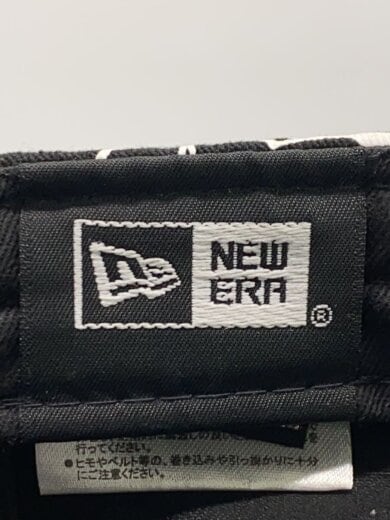 NEW
ERA
®
行ってください。
●ヒモやベルト等の、巻き込みや引っ掛かりに十分
にご注意ください。